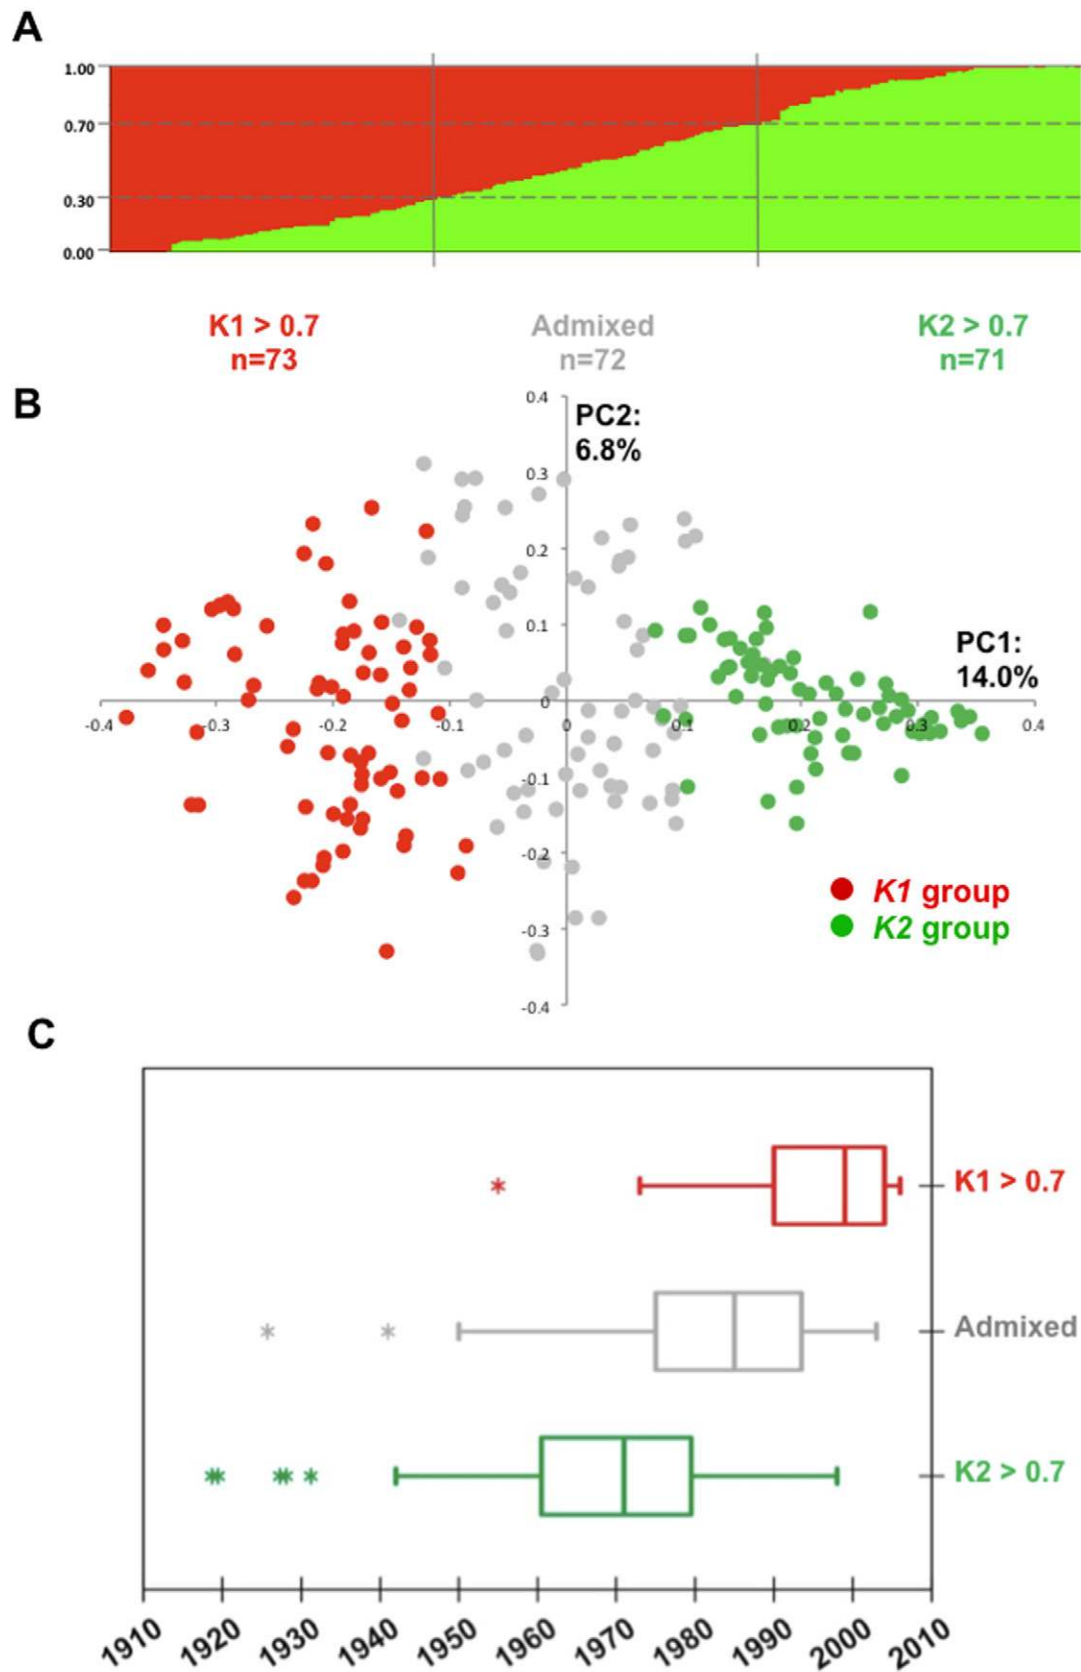 A
1.00
0.70
0.30
0.00
K1 > 0.7
n=73
Admixed
n=72
K2 > 0.7
n=71
B
PC2:
6.8%
0.4
0.3
0.2
0.1
PC1:
14.0%
-0.4 -0.3 -0.2 -0.1 0 0.1 0.2 0.3 0.4
-0.1
-0.2
-0.3
-0.4
K1 group
K2 group
C
K1 > 0.7
Admixed
K2 > 0.7
1910 1920 1930 1940 1950 1960 1970 1980 1990 2000 2010